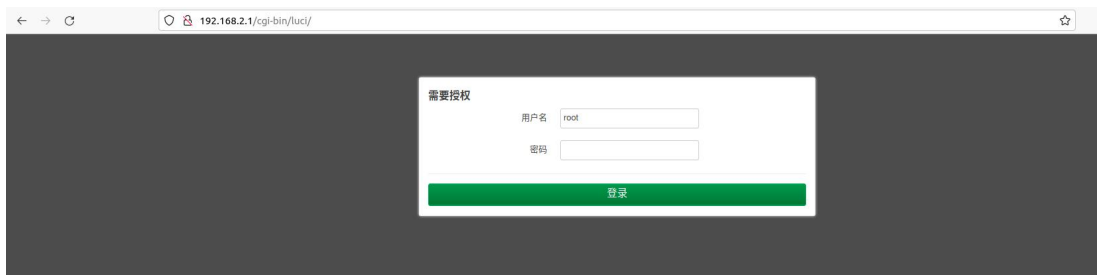 192.168.2.1/cgi-bin/luci/
需要授权
用户名 root
密码
登录